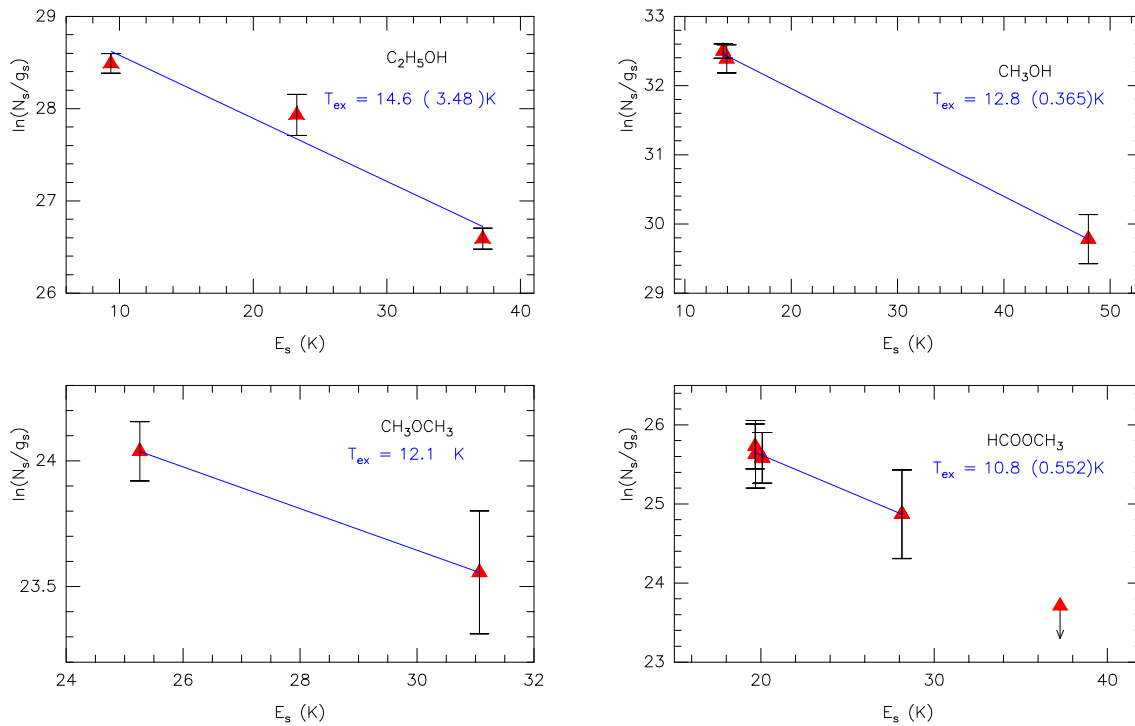 29
28
27
26
10
20
30
40
ln(Nₛ/gₛ)
Eₛ (K)
C₂H₅OH
Tₑₓ = 14.6 ( 3.48 )K
33
32
31
30
29
10
20
30
40
50
ln(Nₛ/gₛ)
Eₛ (K)
CH₃OH
Tₑₓ = 12.8 (0.365)K
24
23.5
24
26
28
30
32
ln(Nₛ/gₛ)
Eₛ (K)
CH₃OCH₃
Tₑₓ = 12.1 K
26
25
24
23
20
30
40
ln(Nₛ/gₛ)
Eₛ (K)
HCOOCH₃
Tₑₓ = 10.8 (0.552)K